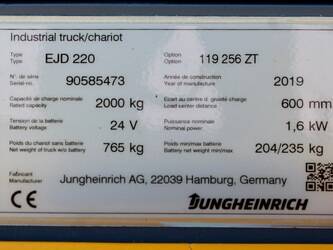 Industrial truck/chariot
Type
Type EJD 220
Option
Option 119 256 ZT
N° de série
Serial-no. 90585473
Année de construction
Year of manufacture 2019
Capacité de charge nominale
Rated capacity 2000 kg
Ecart au centre d. gravité charge
Load center distance 600 mm
Tension de la batterie
Battery voltage 24 V
Puissance nominale
Nominal power 1,6 kW
Poids du chariot sans batterie
Net weight of truck w/o battery 765 kg
Poids min/max batterie
Battery weight min/max 204/235 kg
Fabricant
Manufacturer Jungheinrich AG, 22039 Hamburg, Germany
CE JUNGHEINRICH